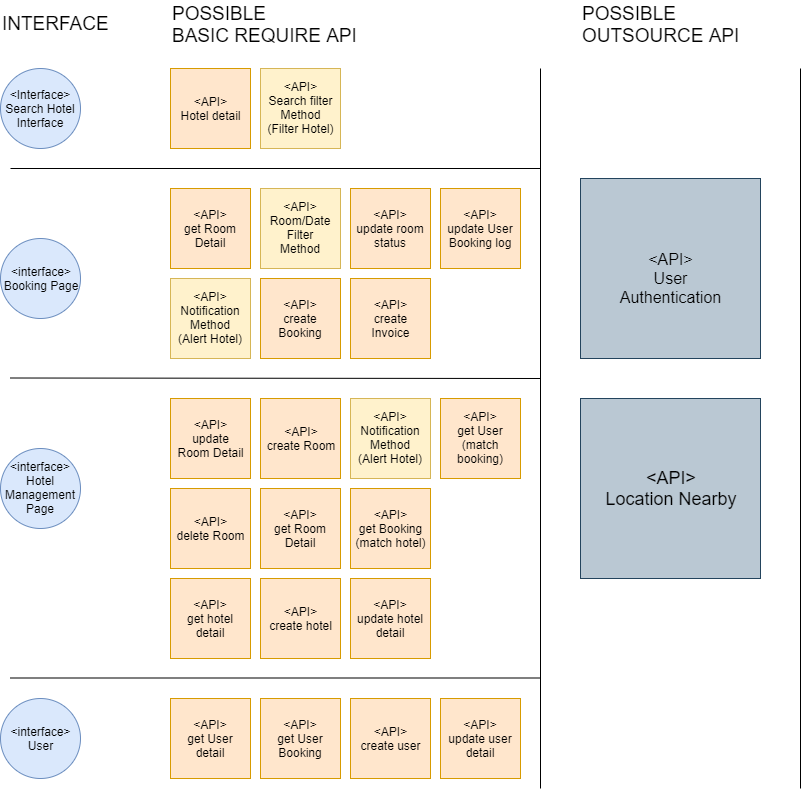 INTERFACE
POSSIBLE
BASIC REQUIRE API
POSSIBLE
OUTSOURCE API
<Interface>
Search Hotel
Interface
<API>
Hotel detail
<API>
Search filter
Method
(Filter Hotel)
<interface>
Booking Page
<API>
get Room
Detail
<API>
Room/Date
Filter
Method
<API>
update room
status
<API>
update User
Booking log
<API>
Notification
Method
(Alert Hotel)
<API>
create
Booking
<API>
create
Invoice
<API>
User
Authentication
<interface>
Hotel
Management
Page
<API>
update
Room Detail
<API>
create Room
<API>
Notification
Method
(Alert Hotel)
<API>
get User
(match
booking)
<API>
delete Room
<API>
get Room
Detail
<API>
get Booking
(match hotel)
<API>
get hotel
detail
<API>
create hotel
<API>
update hotel
detail
<API>
Location Nearby
<interface>
User
<API>
get User
detail
<API>
get User
Booking
<API>
create user
<API>
update user
detail